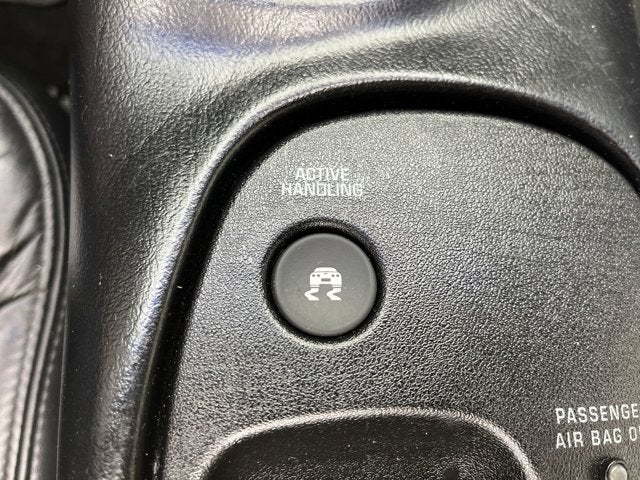 ACTIVE
HANDLING
PASSENGE
AIR BAG O